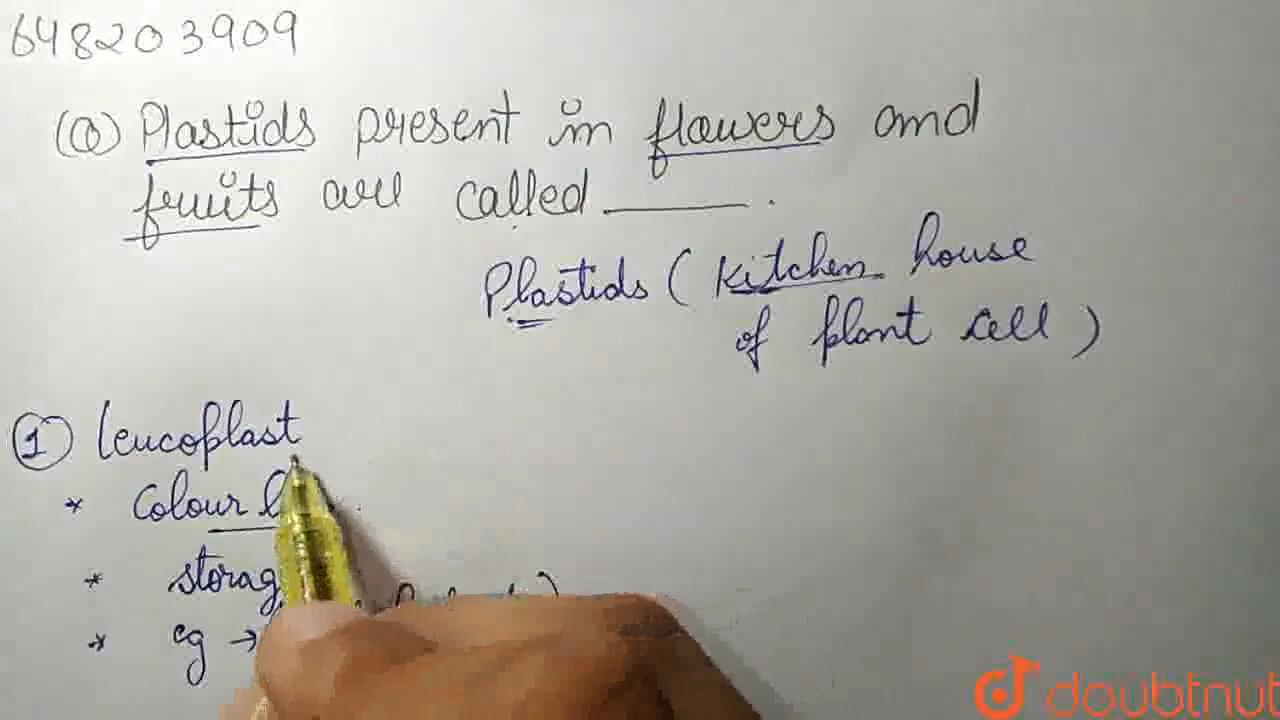 648203909
(Q) Plastids present in flowers and
fruits are called ______.
Plastids (kitchen house
of plant cell)
① leucoplast
* Colour
*
* eg →
doubtnut